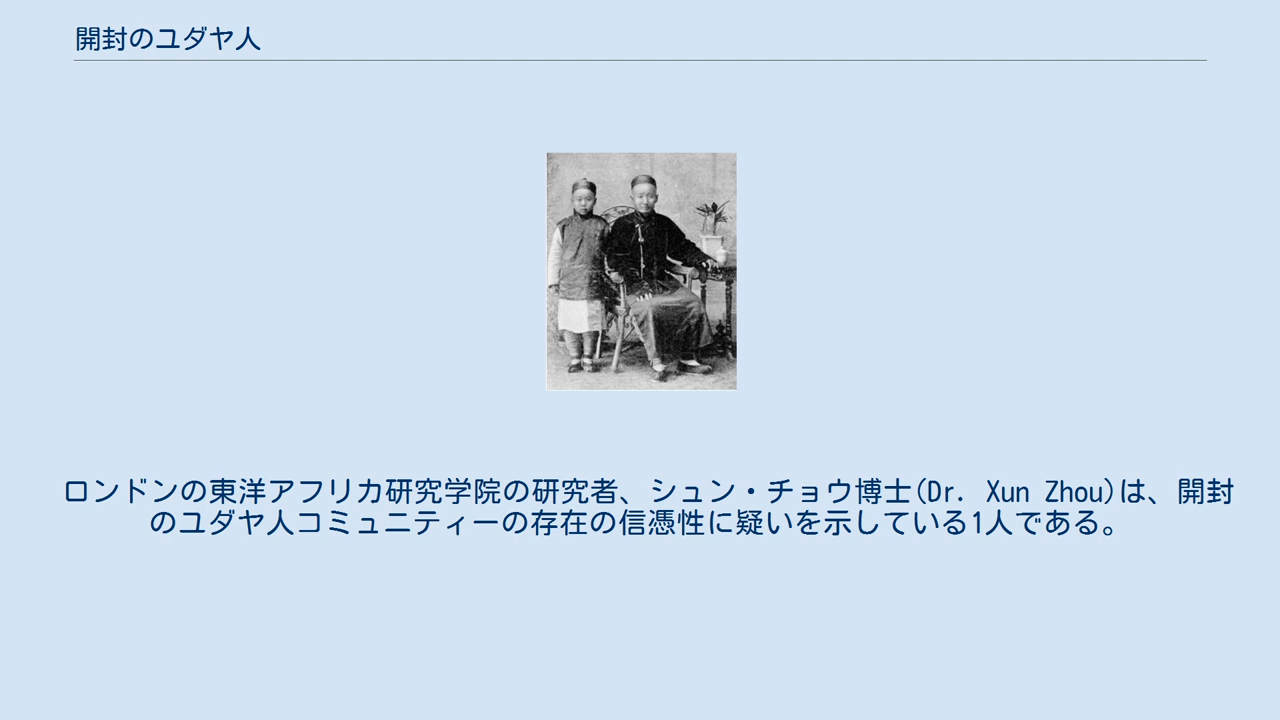 開封のユダヤ人
ロンドンの東洋アフリカ研究学院の研究者、シュン・チョウ博士(Dr. Xun Zhou)は、開封
のユダヤ人コミュニティーの存在の信憑性に疑いを示している1人である。